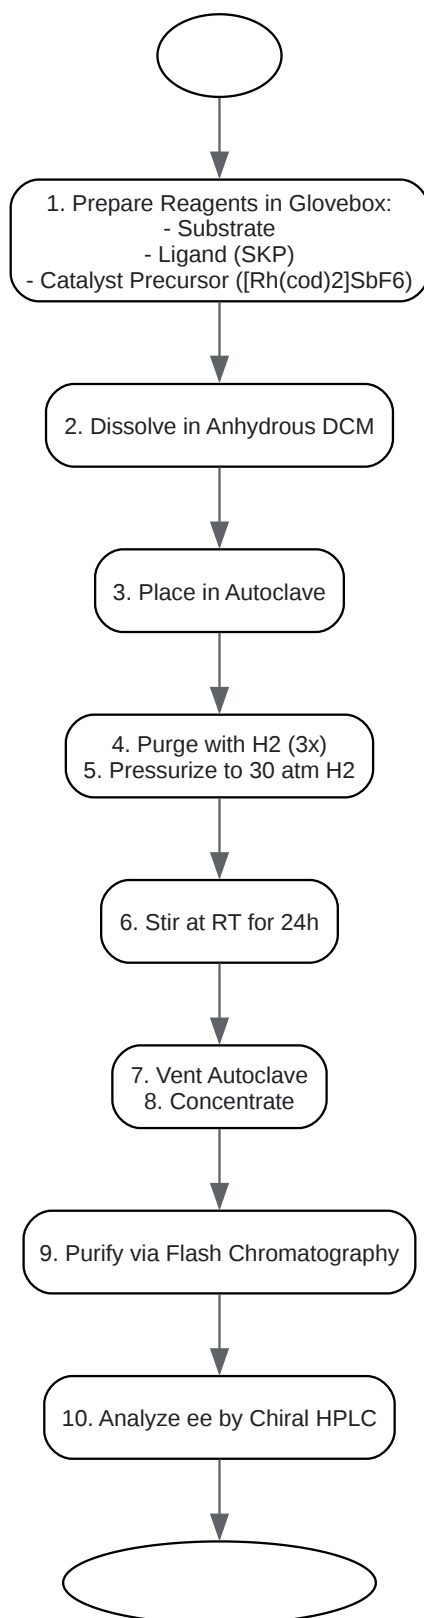 1. Prepare Reagents in Glovebox:
- Substrate
- Ligand (SKP)
- Catalyst Precursor ([Rh(cod)2]SbF6)
2. Dissolve in Anhydrous DCM
3. Place in Autoclave
4. Purge with H2 (3x)
5. Pressurize to 30 atm H2
6. Stir at RT for 24h
7. Vent Autoclave
8. Concentrate
9. Purify via Flash Chromatography
10. Analyze ee by Chiral HPLC